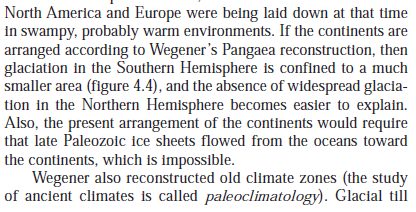 North America and Europe were being laid down at that time
in swampy, probably warm environments. If the continents are
arranged according to Wegener's Pangaea reconstruction, then
glaciation in the Southern Hemisphere is confined to a much
smaller area (figure 4.4), and the absence of widespread glacia-
tion in the Northern Hemisphere becomes easier to explain.
Also, the present arrangement of the continents would require
that late Paleozoic ice sheets flowed from the oceans toward
the continents, which is impossible.
Wegener also reconstructed old climate zones (the study
of ancient climates is called paleoclimatology). Glacial till